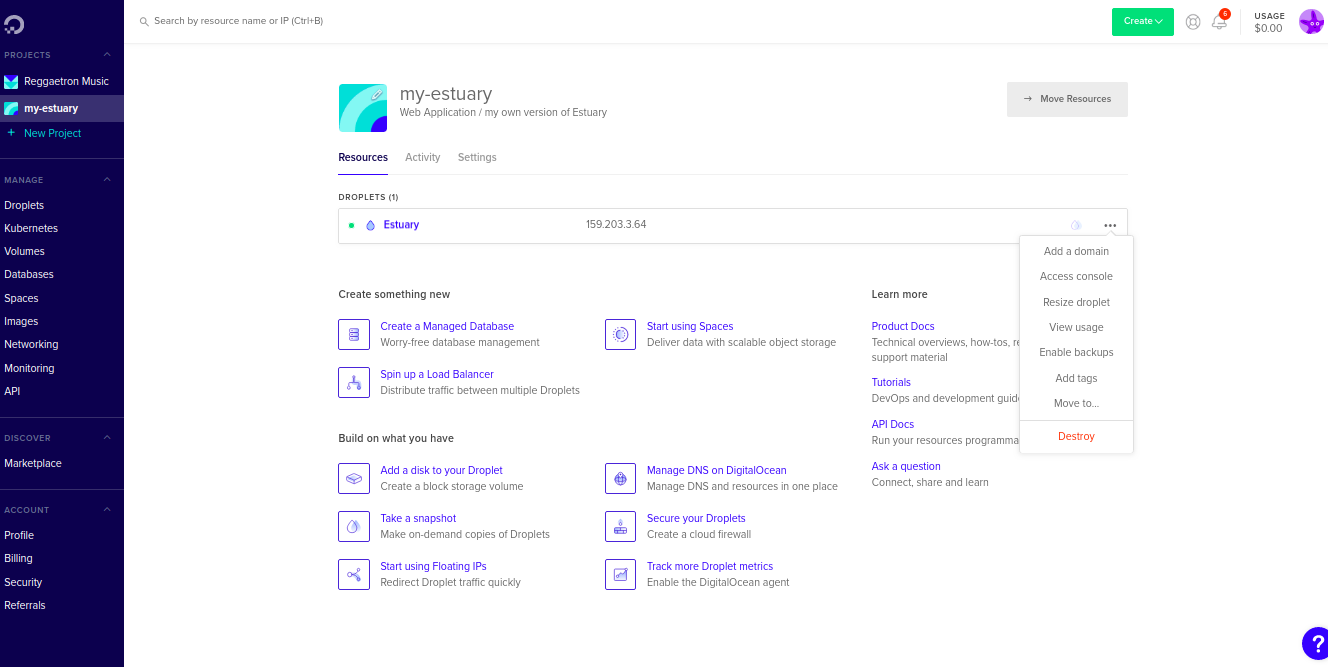 PROJECTS
Reggaetron Music
my-estuary
+ New Project
MANAGE
Droplets
Kubernetes
Volumes
Databases
Spaces
Images
Networking
Monitoring
API
DISCOVER
Marketplace
ACCOUNT
Profile
Billing
Security
Referrals
Search by resource name or IP (Ctrl+B)
Create
6
USAGE
$0.00
my-estuary
Web Application / my own version of Estuary
→ Move Resources
Resources Activity Settings
DROPLETS (1)
Estuary 159.203.3.64
Add a domain
Access console
Resize droplet
View usage
Enable backups
Add tags
Move to...
Destroy
Create something new
Create a Managed Database
Worry-free database management
Start using Spaces
Deliver data with scalable object storage
Spin up a Load Balancer
Distribute traffic between multiple Droplets
Build on what you have
Add a disk to your Droplet
Create a block storage volume
Manage DNS on DigitalOcean
Manage DNS and resources in one place
Take a snapshot
Make on-demand copies of Droplets
Secure your Droplets
Create a cloud firewall
Start using Floating IPs
Redirect Droplet traffic quickly
Track more Droplet metrics
Enable the DigitalOcean agent
Learn more
Product Docs
Technical overviews, how-tos,
support material
Tutorials
DevOps and development
API Docs
Run your resources
Ask a question
Connect, share and learn
?